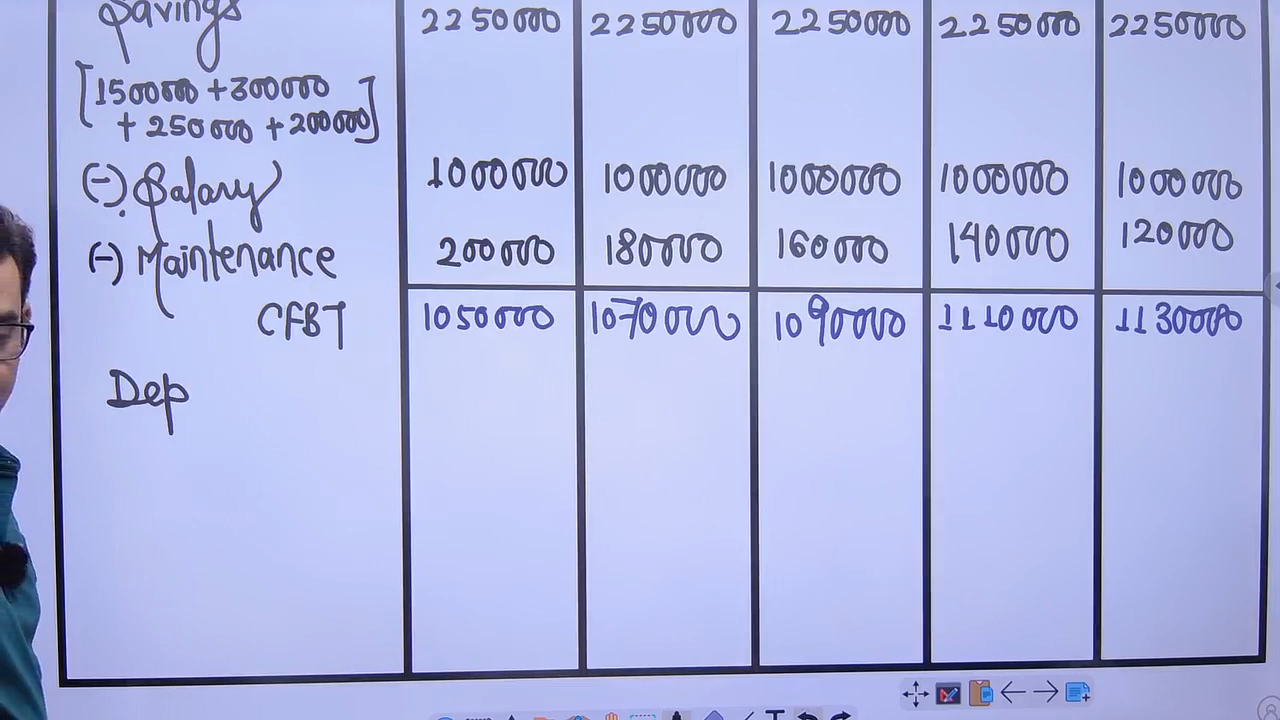 Savings 2250000 2250000 2250000 2250000 2250000
[1500000 + 300000
+ 250000 + 200000]
(-) Salary 1000000 1000000 1000000 1000000 1000000
(-) Maintenance 200000 180000 160000 140000 120000
CFBT 1050000 1070000 1090000 1110000 1130000
Dep